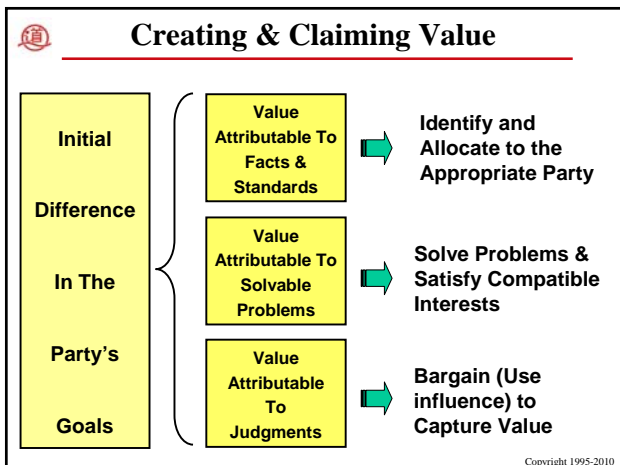 道
Creating & Claiming Value
Initial
Difference
In The
Party’s
Goals
Value
Attributable To
Facts &
Standards
Identify and
Allocate to the
Appropriate Party
Value
Attributable To
Solvable
Problems
Solve Problems &
Satisfy Compatible
Interests
Value
Attributable
To
Judgments
Bargain (Use
influence) to
Capture Value
Copyright 1995-2010